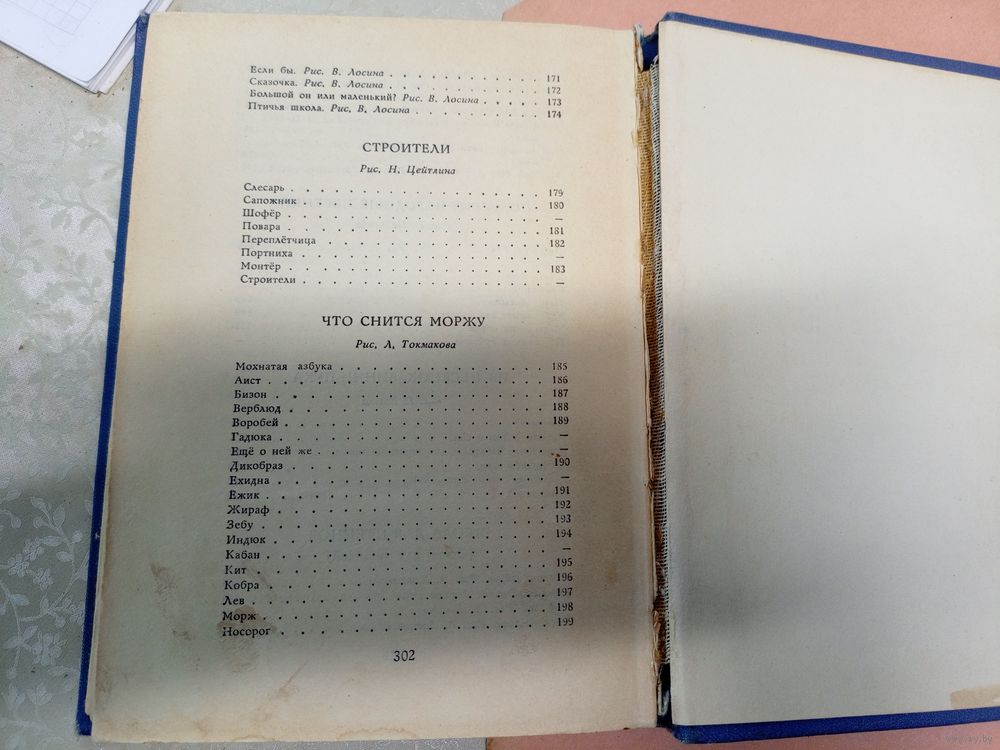 Если бы. Рис. В. Лосина . . . . . . . . . . . 171
Сказочка. Рис. В. Лосина . . . . . . . . . . . 172
Большой он или маленький? Рис. В. Лосина . . . . . 173
Птичья школа. Рис. В. Лосина . . . . . . . . . 174
СТРОИТЕЛИ
Рис. Н. Цейтлина
Слесарь . . . . . . . . . . . . . . 179
Сапожник . . . . . . . . . . . . . . 180
Шофёр . . . . . . . . . . . . . . —
Повара . . . . . . . . . . . . . . 181
Переплётчица . . . . . . . . . . . . 182
Портниха . . . . . . . . . . . . . . —
Монтёр . . . . . . . . . . . . . . 183
Строители . . . . . . . . . . . . . . —
ЧТО СНИТСЯ МОРЖУ
Рис. Л. Токмакова
Мохнатая азбука . . . . . . . . . . . 185
Аист . . . . . . . . . . . . . . 186
Бизон . . . . . . . . . . . . . . 187
Верблюд . . . . . . . . . . . . . . 188
Воробей . . . . . . . . . . . . . . 189
Гадюка . . . . . . . . . . . . . . —
Ещё о ней же . . . . . . . . . . . . —
Дикобраз . . . . . . . . . . . . . . 190
Ехидна . . . . . . . . . . . . . . —
Ёжик . . . . . . . . . . . . . . 191
Жираф . . . . . . . . . . . . . . 192
Зебу . . . . . . . . . . . . . . 193
Индюк . . . . . . . . . . . . . . 194
Кабан . . . . . . . . . . . . . . —
Кит . . . . . . . . . . . . . . 195
Кобра . . . . . . . . . . . . . . 196
Лев . . . . . . . . . . . . . . 197
Морж . . . . . . . . . . . . . . 198
Носорог . . . . . . . . . . . . . . 199
302